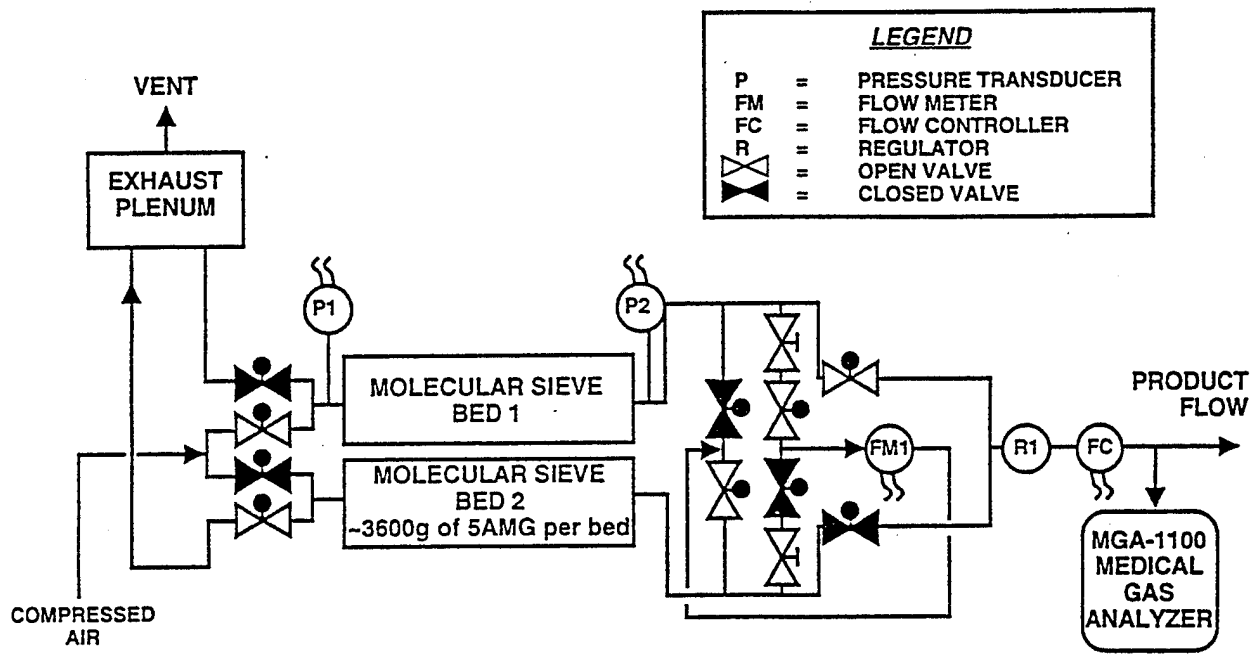 LEGEND
P = PRESSURE TRANSDUCER
FM = FLOW METER
FC = FLOW CONTROLLER
R = REGULATOR
= OPEN VALVE
= CLOSED VALVE
VENT
EXHAUST
PLENUM
P1
P2
MOLECULAR SIEVE
BED 1
MOLECULAR SIEVE
BED 2
~3600g of 5AMG per bed
FM1
R1
FC
PRODUCT
FLOW
COMPRESSED
AIR
MGA-1100
MEDICAL
GAS
ANALYZER